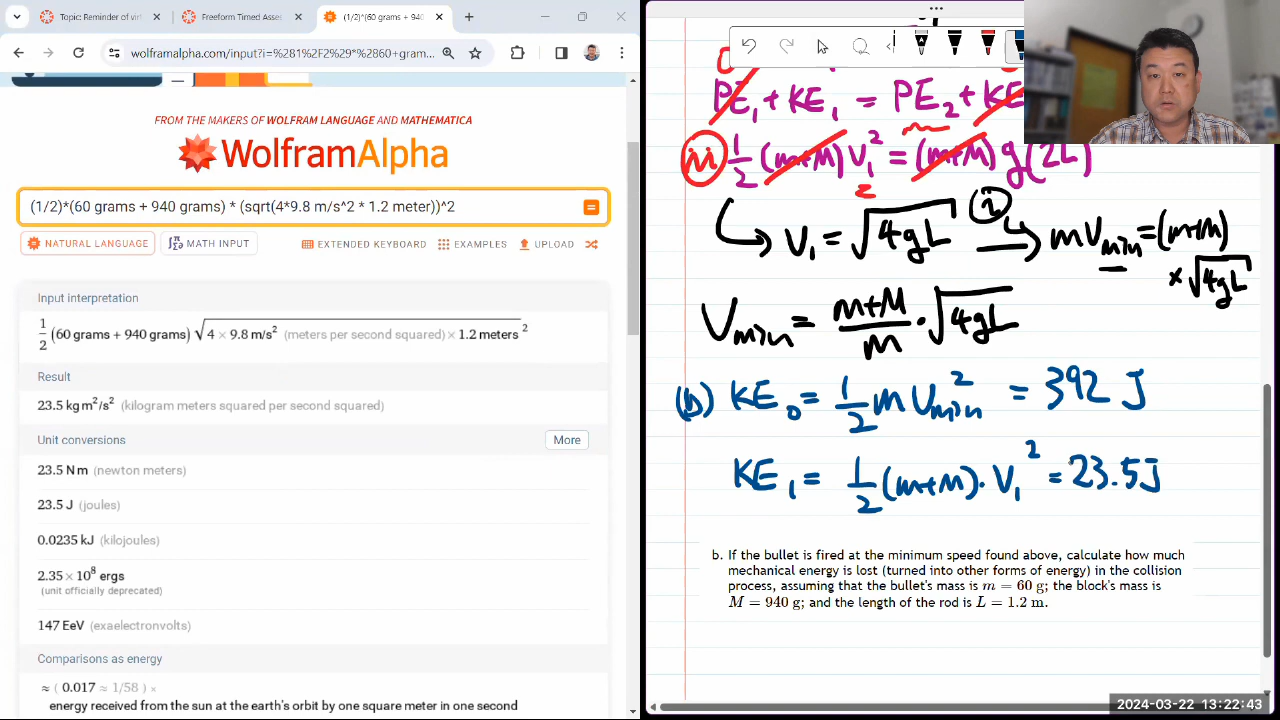 Topic: Reminder of virtu
Freeform Timed Asses
(1/2)*(60 grams + 940
wolframalpha.com/input?i=%281%2F2%29*%2860+gram...
FROM THE MAKERS OF WOLFRAM LANGUAGE AND MATHEMATICA
WolframAlpha
(1/2)*(60 grams + 940 grams) * (sqrt(4*9.8 m/s^2 * 1.2 meter))^2
NATURAL LANGUAGE
MATH INPUT
EXTENDED KEYBOARD
EXAMPLES
UPLOAD
Input interpretation
1/2 (60 grams + 940 grams) √(4 × 9.8 m/s² (meters per second squared) × 1.2 meters)²
Result
23.5 kg m²/s² (kilogram meters squared per second squared)
Unit conversions
More
23.5 N m (newton meters)
23.5 J (joules)
0.0235 kJ (kilojoules)
2.35×10⁸ ergs
(unit officially deprecated)
147 EeV (exaelectronvolts)
Comparisons as energy
≈ ( 0.017 ≈ 1/58 ) ×
energy received from the sun at the earth's orbit by one square meter in one second
PE₁ + KE₁ = PE₂ + KE
½ (m+M) V₁² = (m+M) g(2L)
V₁ = √4gL
m Vmin = (m+M)
× √4gL
Vmin = (m+M)/m · √4gL
(b) KE₀ = ½ m Vmin² = 392 J
KE₁ = ½ (m+M) · V₁² = 23.5 J
b. If the bullet is fired at the minimum speed found above, calculate how much
mechanical energy is lost (turned into other forms of energy) in the collision
process, assuming that the bullet's mass is m = 60 g; the block's mass is
M = 940 g; and the length of the rod is L = 1.2 m.
2024-03-22 13:22:43